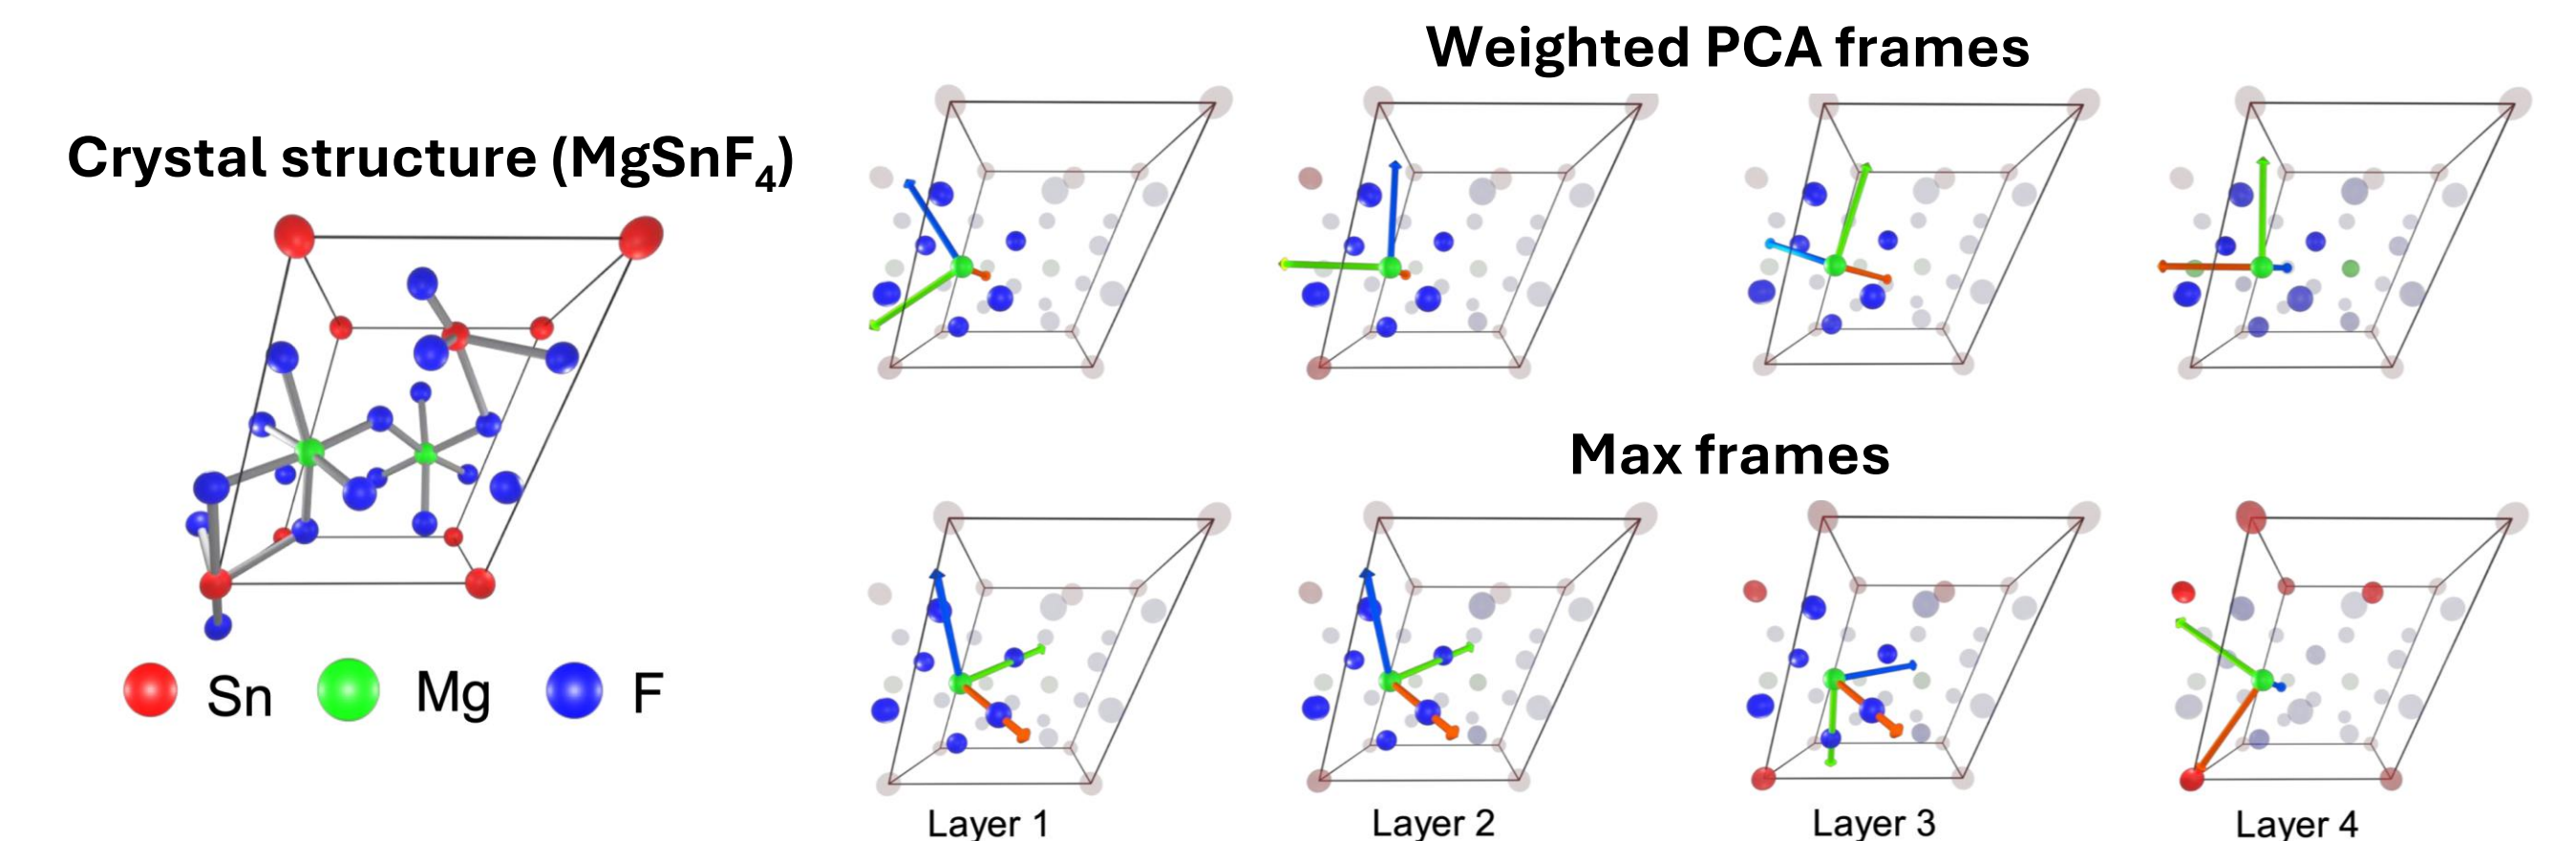 Weighted PCA frames
Crystal structure (MgSnF₄)
Max frames
Sn Mg F
Layer 1 Layer 2 Layer 3 Layer 4